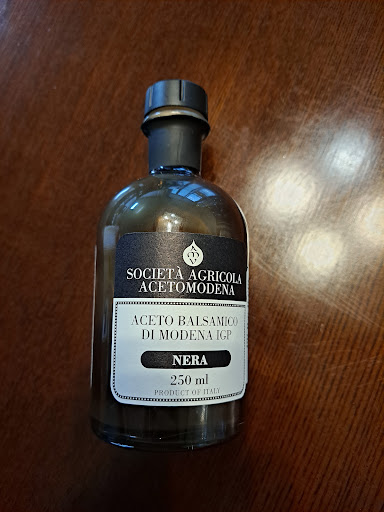 SOCIETÀ AGRICOLA
ACETOMODENA
ACETO BALSAMICO
DI MODENA IGP
NERA
250 ml
PRODUCT OF ITALY